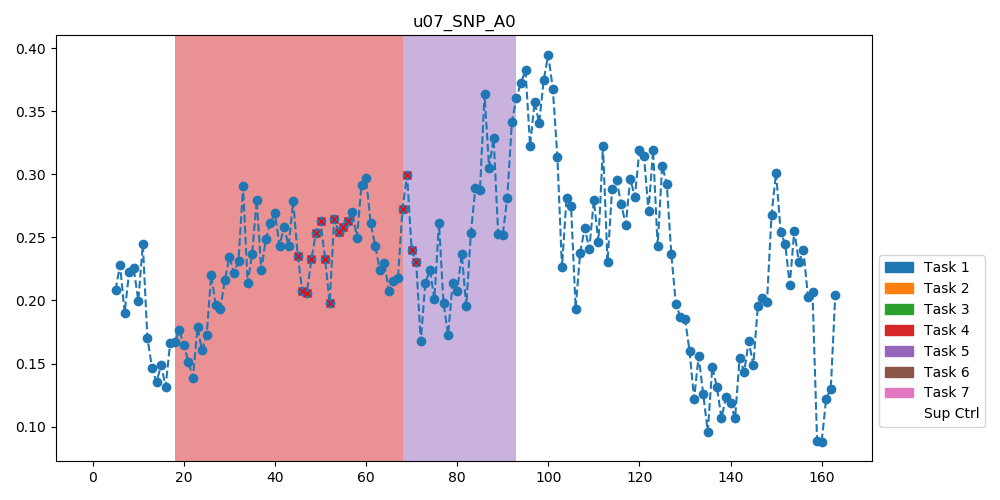 u07_SNP_A0
0.40
0.35
0.30
0.25
0.20
0.15
0.10
0 20 40 60 80 100 120 140 160
Task 1
Task 2
Task 3
Task 4
Task 5
Task 6
Task 7
Sup Ctrl